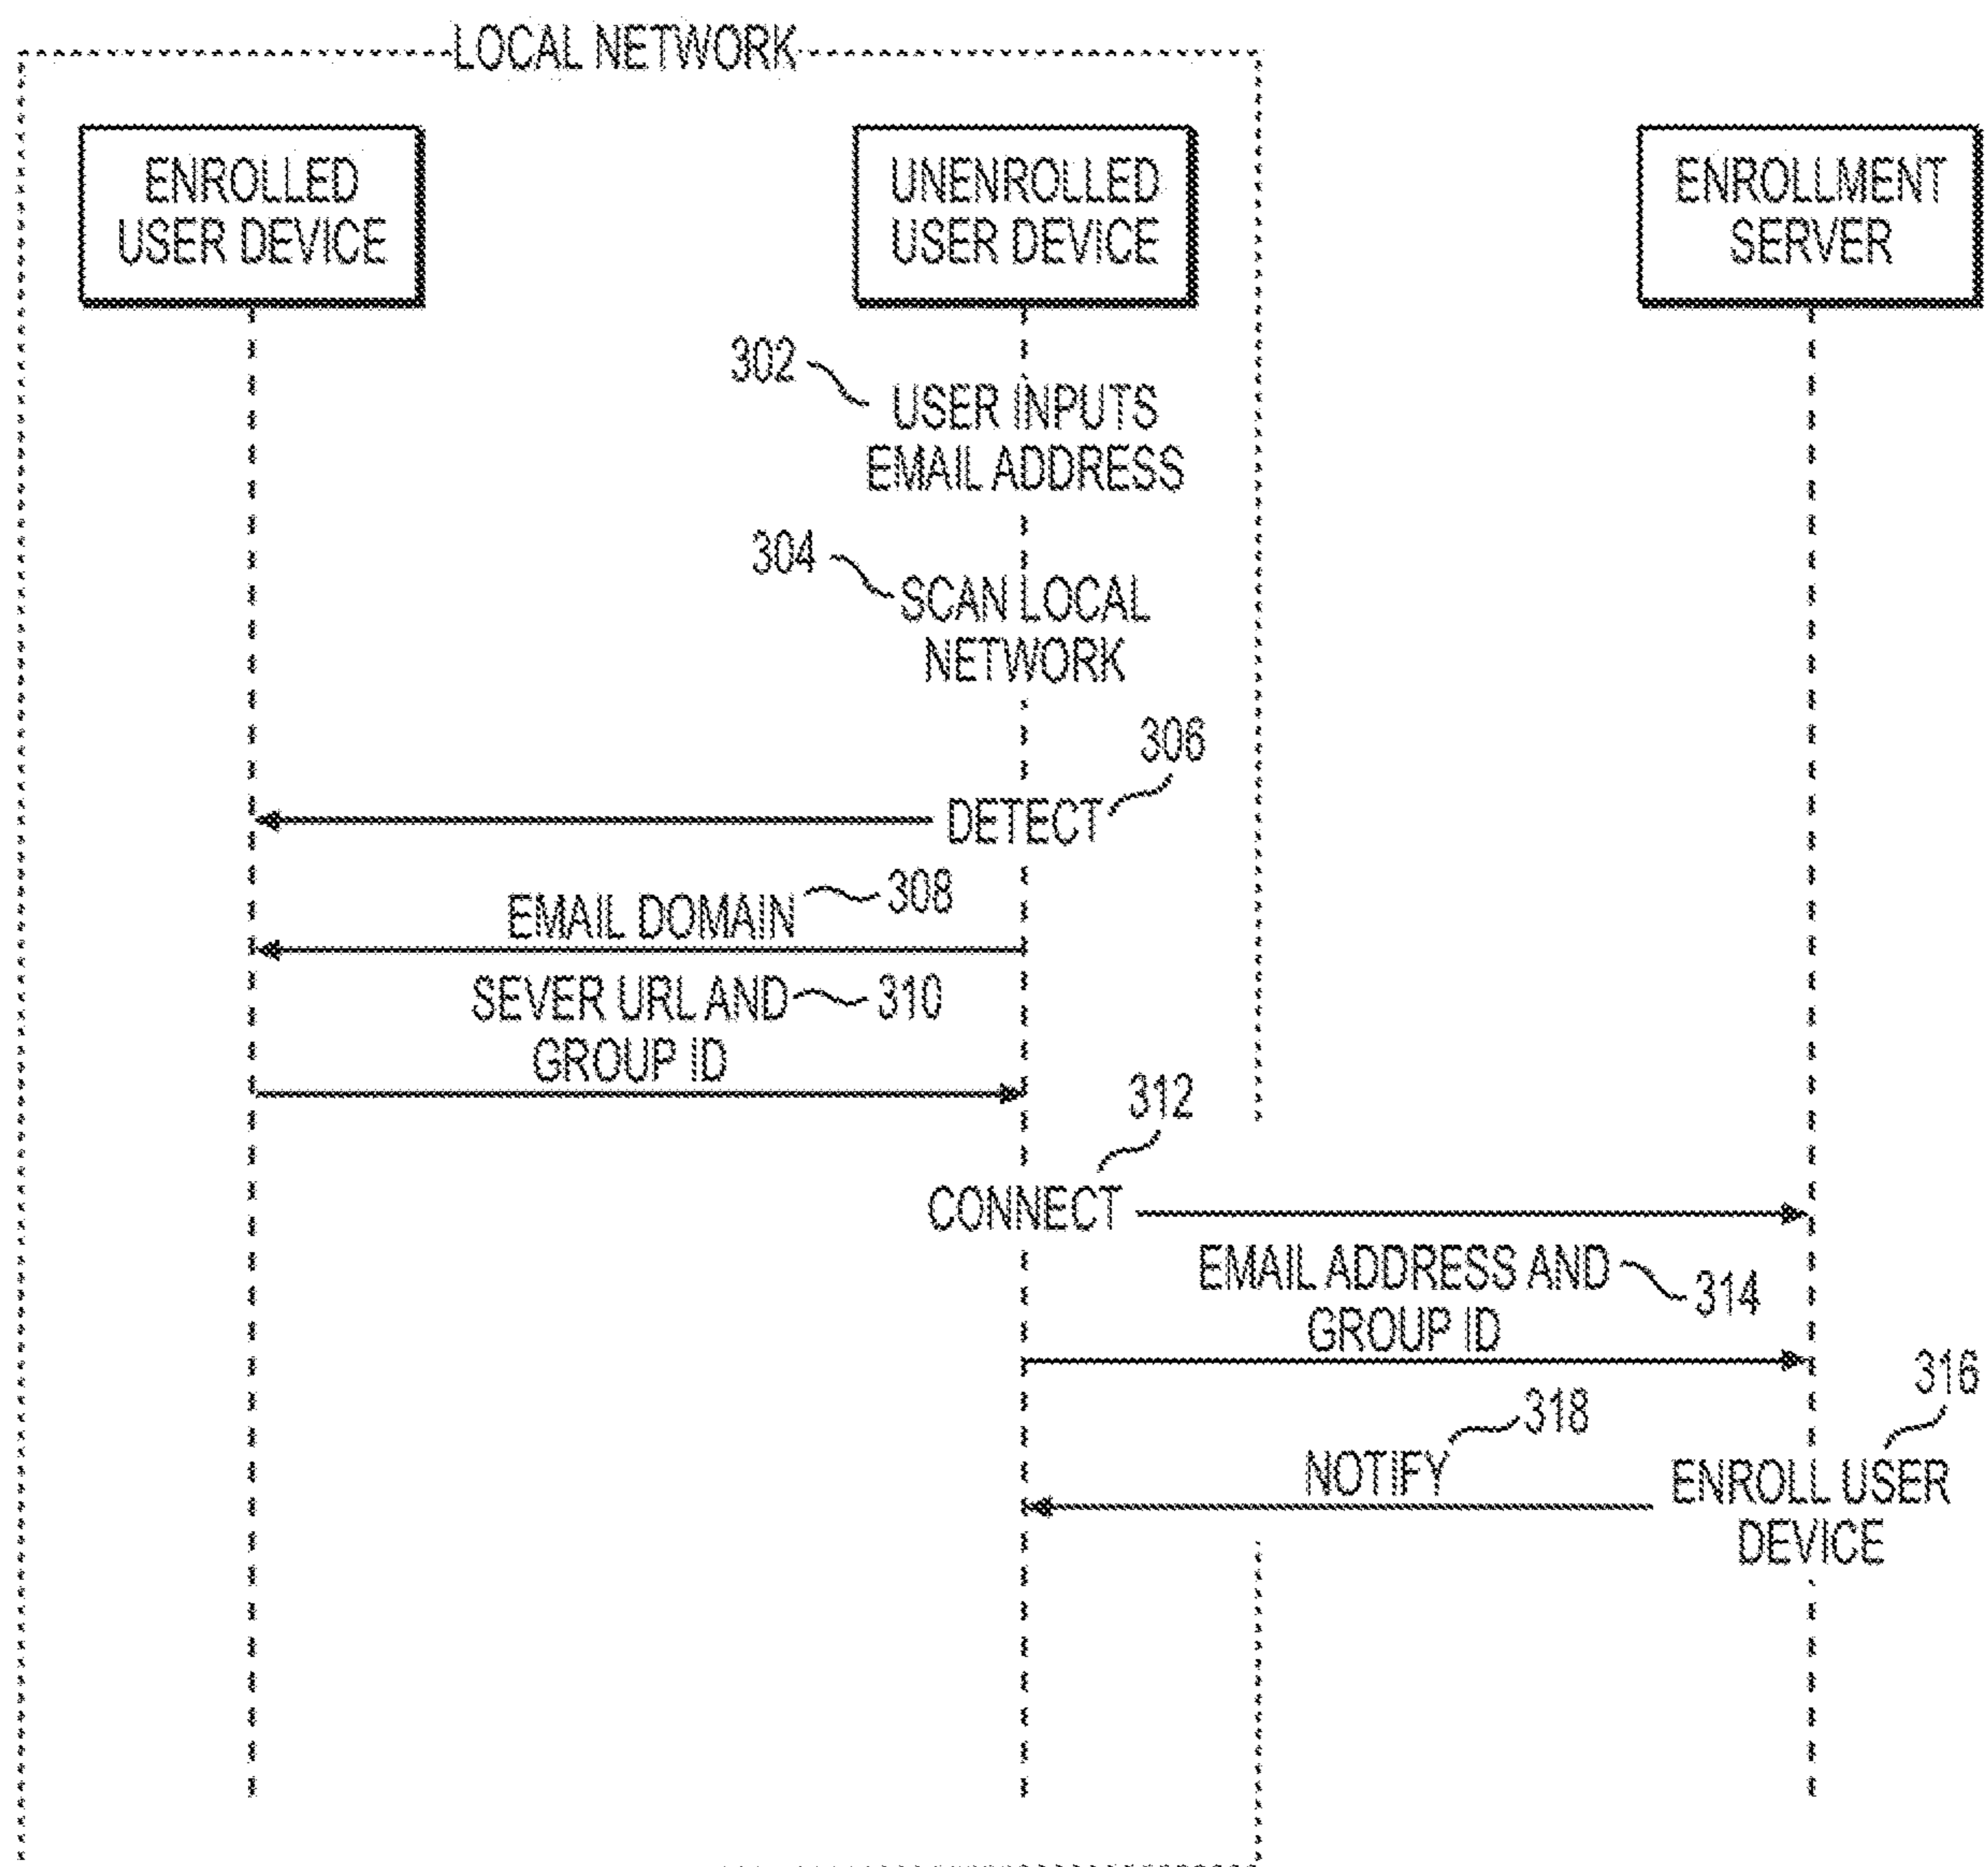 LOCAL NETWORK
ENROLLED
USER DEVICE
UNENROLLED
USER DEVICE
ENROLLMENT
SERVER
302
USER INPUTS
EMAIL ADDRESS
304
SCAN LOCAL
NETWORK
306
DETECT
308
EMAIL DOMAIN
SEVER URL AND
310
GROUP ID
312
CONNECT
EMAIL ADDRESS AND
314
GROUP ID
316
318
NOTIFY
ENROLL USER
DEVICE